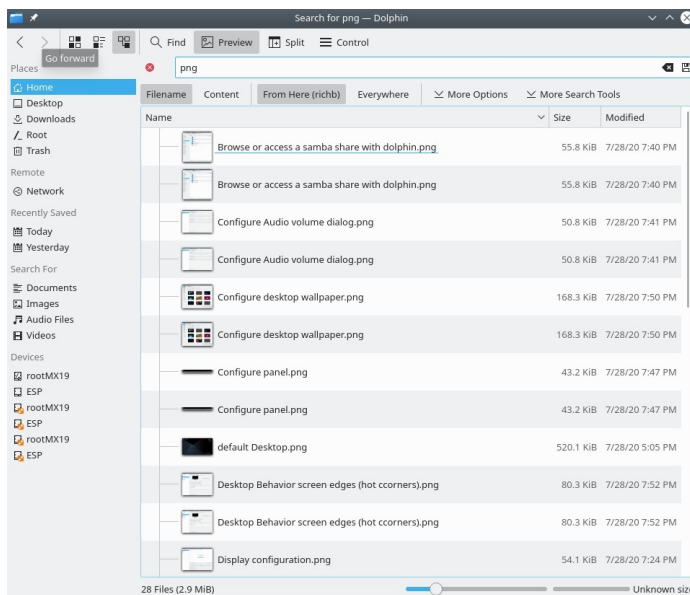 Search for png — Dolphin
Find Preview Split Control
Go forward
Places
png
Home
Desktop
Downloads
Root
Trash
Remote
Network
Recently Saved
Today
Yesterday
Search For
Documents
Images
Audio Files
Videos
Devices
rootMX19
ESP
rootMX19
ESP
rootMX19
ESP
Filename Content From Here (richb) Everywhere More Options More Search Tools
Name Size Modified
Browse or access a samba share with dolphin.png 55.8 KiB 7/28/20 7:40 PM
Browse or access a samba share with dolphin.png 55.8 KiB 7/28/20 7:40 PM
Configure Audio volume dialog.png 50.8 KiB 7/28/20 7:41 PM
Configure Audio volume dialog.png 50.8 KiB 7/28/20 7:41 PM
Configure desktop wallpaper.png 168.3 KiB 7/28/20 7:50 PM
Configure desktop wallpaper.png 168.3 KiB 7/28/20 7:50 PM
Configure panel.png 43.2 KiB 7/28/20 7:47 PM
Configure panel.png 43.2 KiB 7/28/20 7:47 PM
default Desktop.png 520.1 KiB 7/28/20 5:05 PM
Desktop Behavior screen edges (hot ccorners).png 80.3 KiB 7/28/20 7:52 PM
Desktop Behavior screen edges (hot ccorners).png 80.3 KiB 7/28/20 7:52 PM
Display configuration.png 54.1 KiB 7/28/20 7:24 PM
28 Files (2.9 MiB) Unknown size